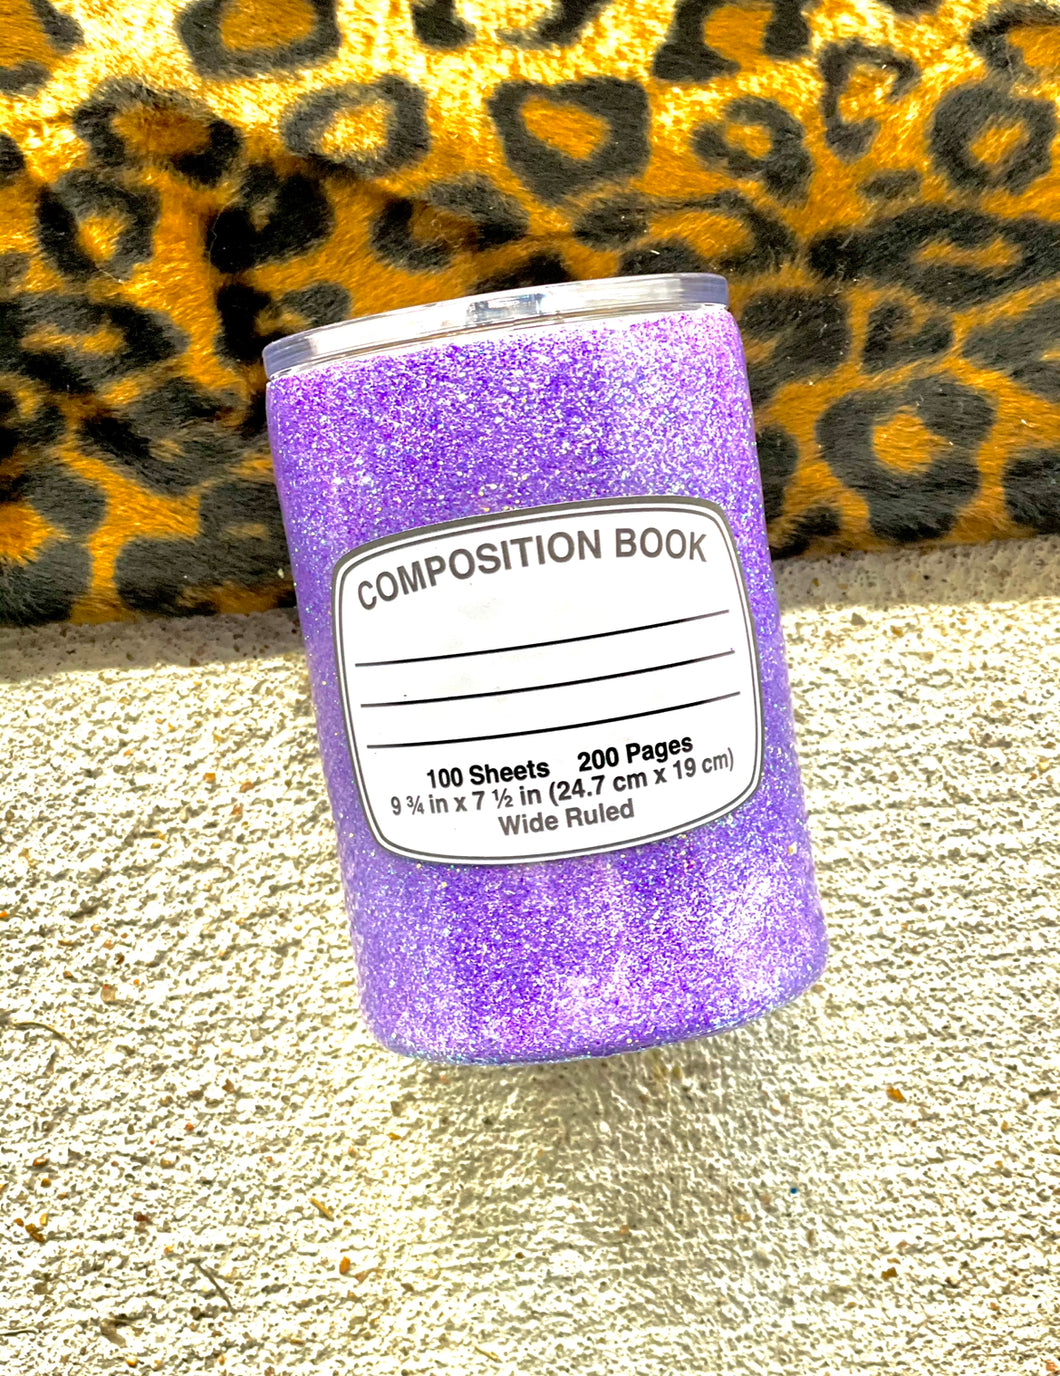 COMPOSITION BOOK
100 Sheets 200 Pages
9 ¾ in x 7 ½ in (24.7 cm x 19 cm)
Wide Ruled